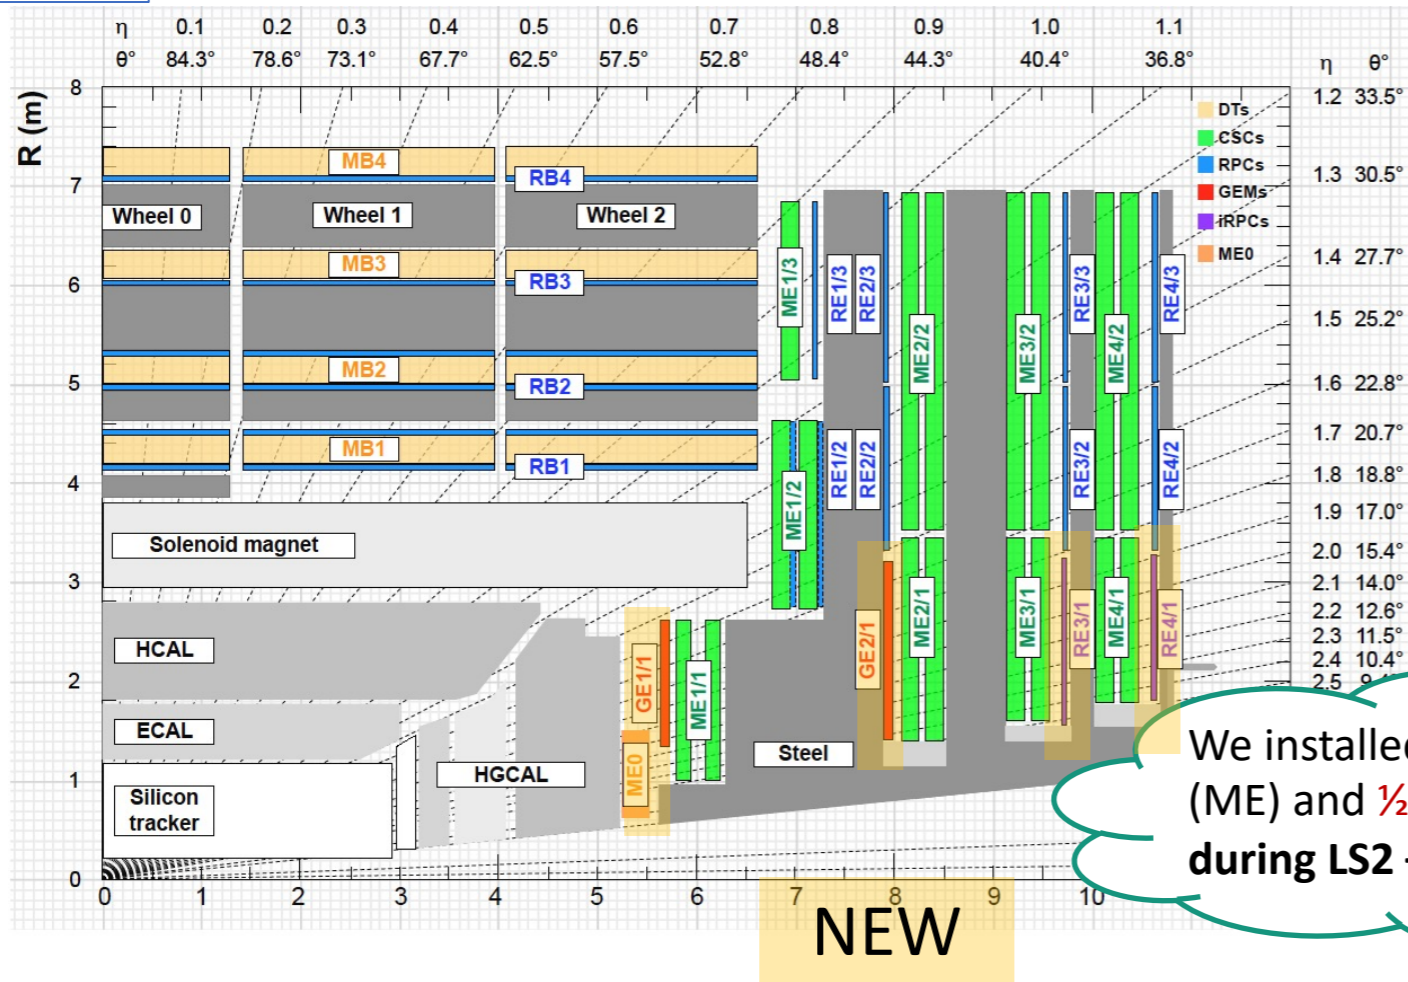 η 0.1 0.2 0.3 0.4 0.5 0.6 0.7 0.8 0.9 1.0 1.1
θ° 84.3° 78.6° 73.1° 67.7° 62.5° 57.5° 52.8° 48.4° 44.3° 40.4° 36.8°
η θ°
1.2 33.5°
1.3 30.5°
1.4 27.7°
1.5 25.2°
1.6 22.8°
1.7 20.7°
1.8 18.8°
1.9 17.0°
2.0 15.4°
2.1 14.0°
2.2 12.6°
2.3 11.5°
2.4 10.4°
2.5
R (m)
8
7
6
5
4
3
2
1
0
DTs
CSCs
RPCs
GEMs
iRPCs
ME0
MB4
RB4
Wheel 0
Wheel 1
Wheel 2
MB3
RB3
MB2
RB2
MB1
RB1
Solenoid magnet
HCAL
ECAL
Silicon
tracker
HGCAL
Steel
ME1/3
RE1/3
RE2/3
ME2/2
ME3/2
RE3/3
ME4/2
RE4/3
ME1/2
RE1/2
RE2/2
RE3/2
RE4/2
GE1/1
ME0
ME1/1
GE2/1
ME2/1
ME3/1
RE3/1
ME4/1
RE4/1
0 1 2 3 4 5 6 7 8 9 10
We installed
(ME) and ½
during LS2
NEW